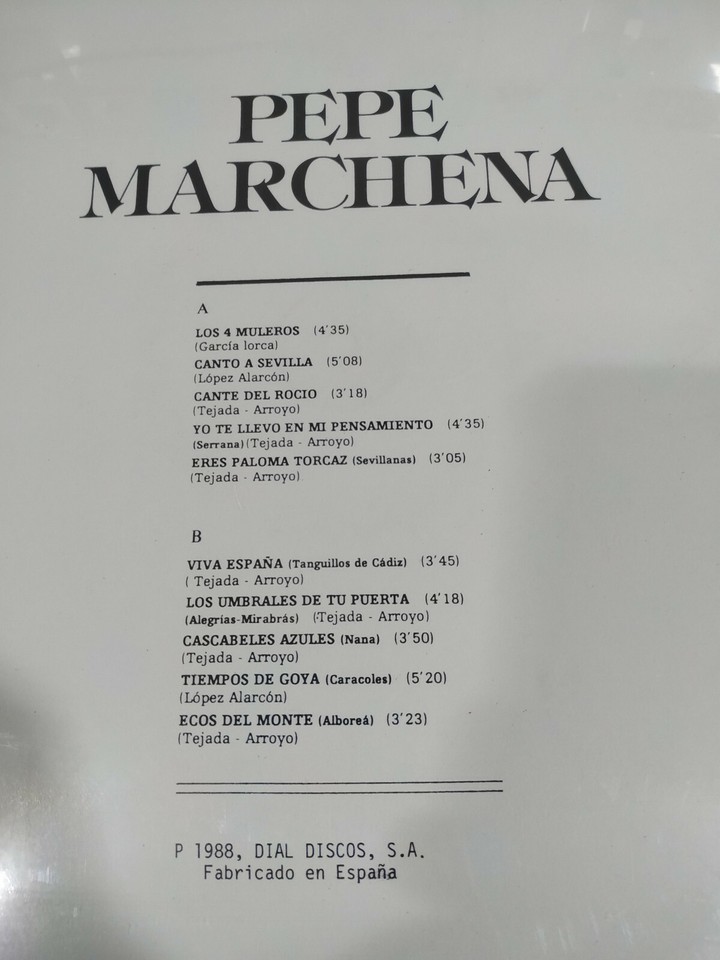 PEPE
MARCHENA
A
LOS 4 MULEROS (4'35)
(García lorca)
CANTO A SEVILLA (5'08)
(López Alarcón)
CANTE DEL ROCIO (3'18)
(Tejada - Arroyo)
YO TE LLEVO EN MI PENSAMIENTO (4'35)
(Serrana) (Tejada - Arroyo)
ERES PALOMA TORCAZ (Sevillanas) (3'05)
(Tejada - Arroyo)
B
VIVA ESPAÑA (Tanguillos de Cádiz) (3'45)
( Tejada - Arroyo)
LOS UMBRALES DE TU PUERTA (4'18)
(Alegrías-Mirabrás) (Tejada - Arroyo)
CASCABELES AZULES (Nana) (3'50)
(Tejada - Arroyo)
TIEMPOS DE GOYA (Caracoles) (5'20)
(López Alarcón)
ECOS DEL MONTE (Alboreá) (3'23)
(Tejada - Arroyo)
P 1988, DIAL DISCOS, S.A.
Fabricado en España